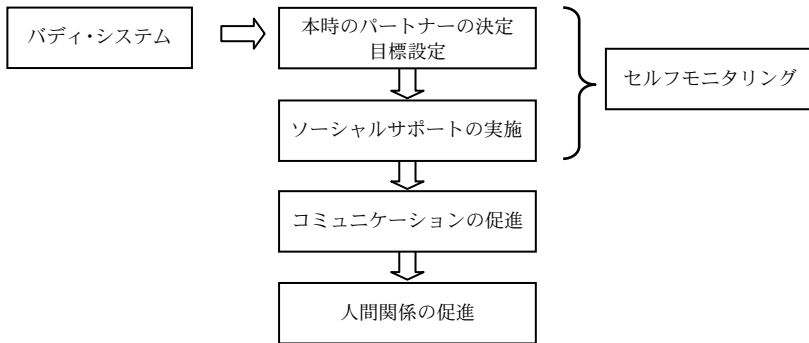 バディ・システム
本時のパートナーの決定
目標設定
セルフモニタリング
ソーシャルサポートの実施
コミュニケーションの促進
人間関係の促進